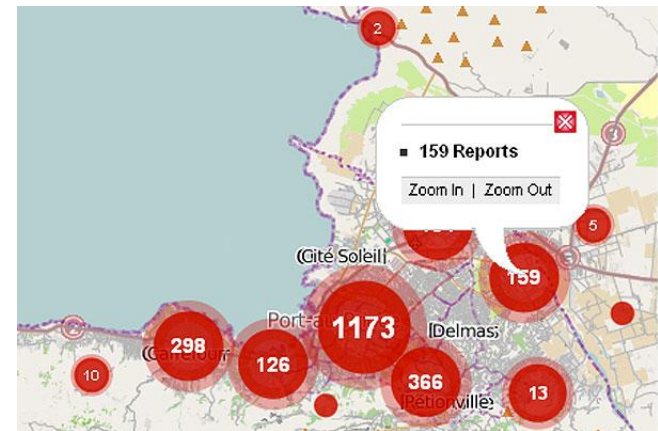 2
159 Reports
Zoom In | Zoom Out
5
(Cité Soleil)
159
Port-a
1173
[Delmas]
298
126
366
10
13
(Pétionville)